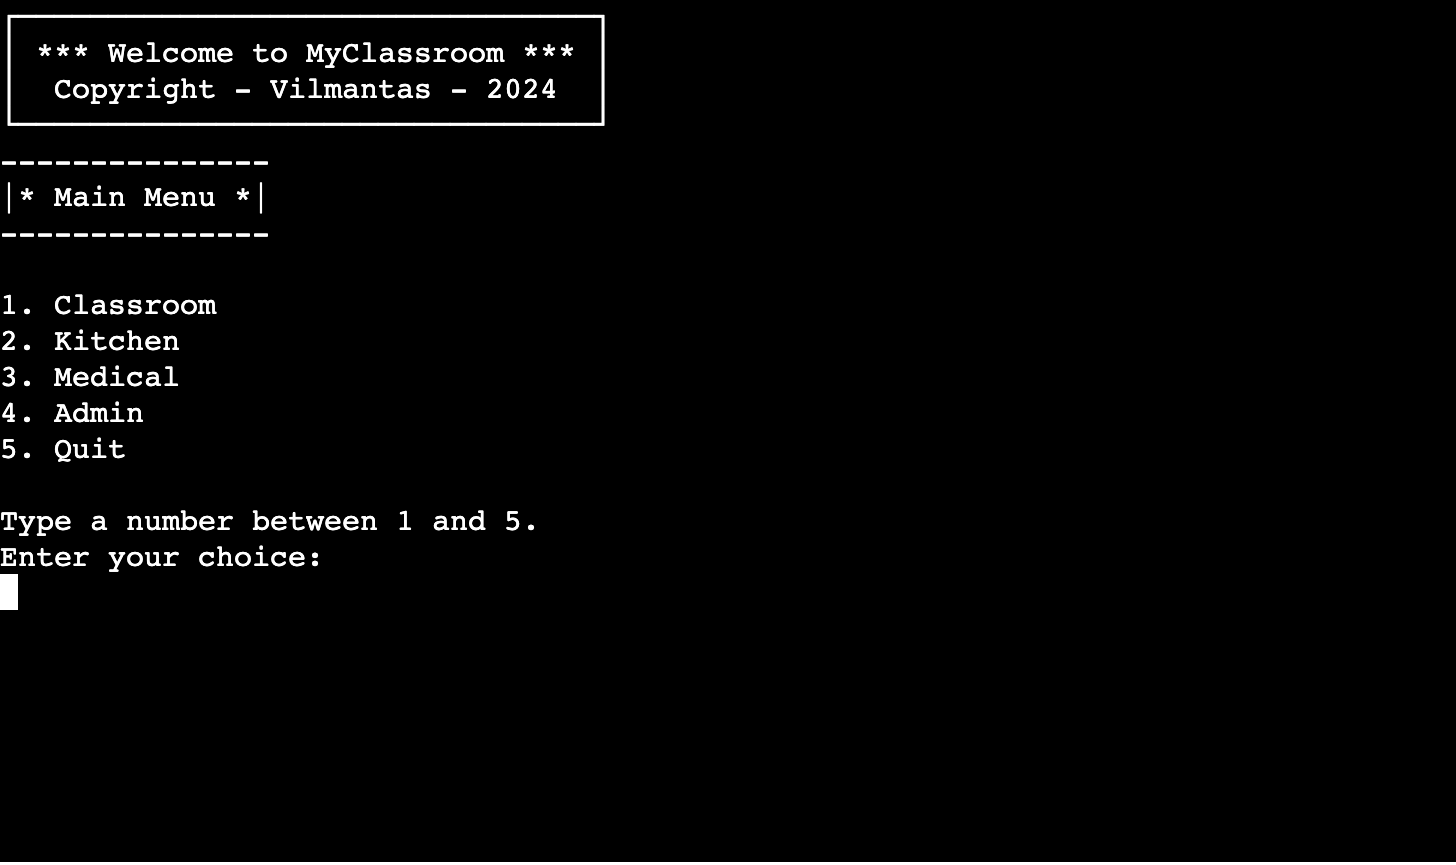 *** Welcome to MyClassroom ***
Copyright - Vilmantas - 2024
---------------
|* Main Menu *|
---------------
1. Classroom
2. Kitchen
3. Medical
4. Admin
5. Quit
Type a number between 1 and 5.
Enter your choice: